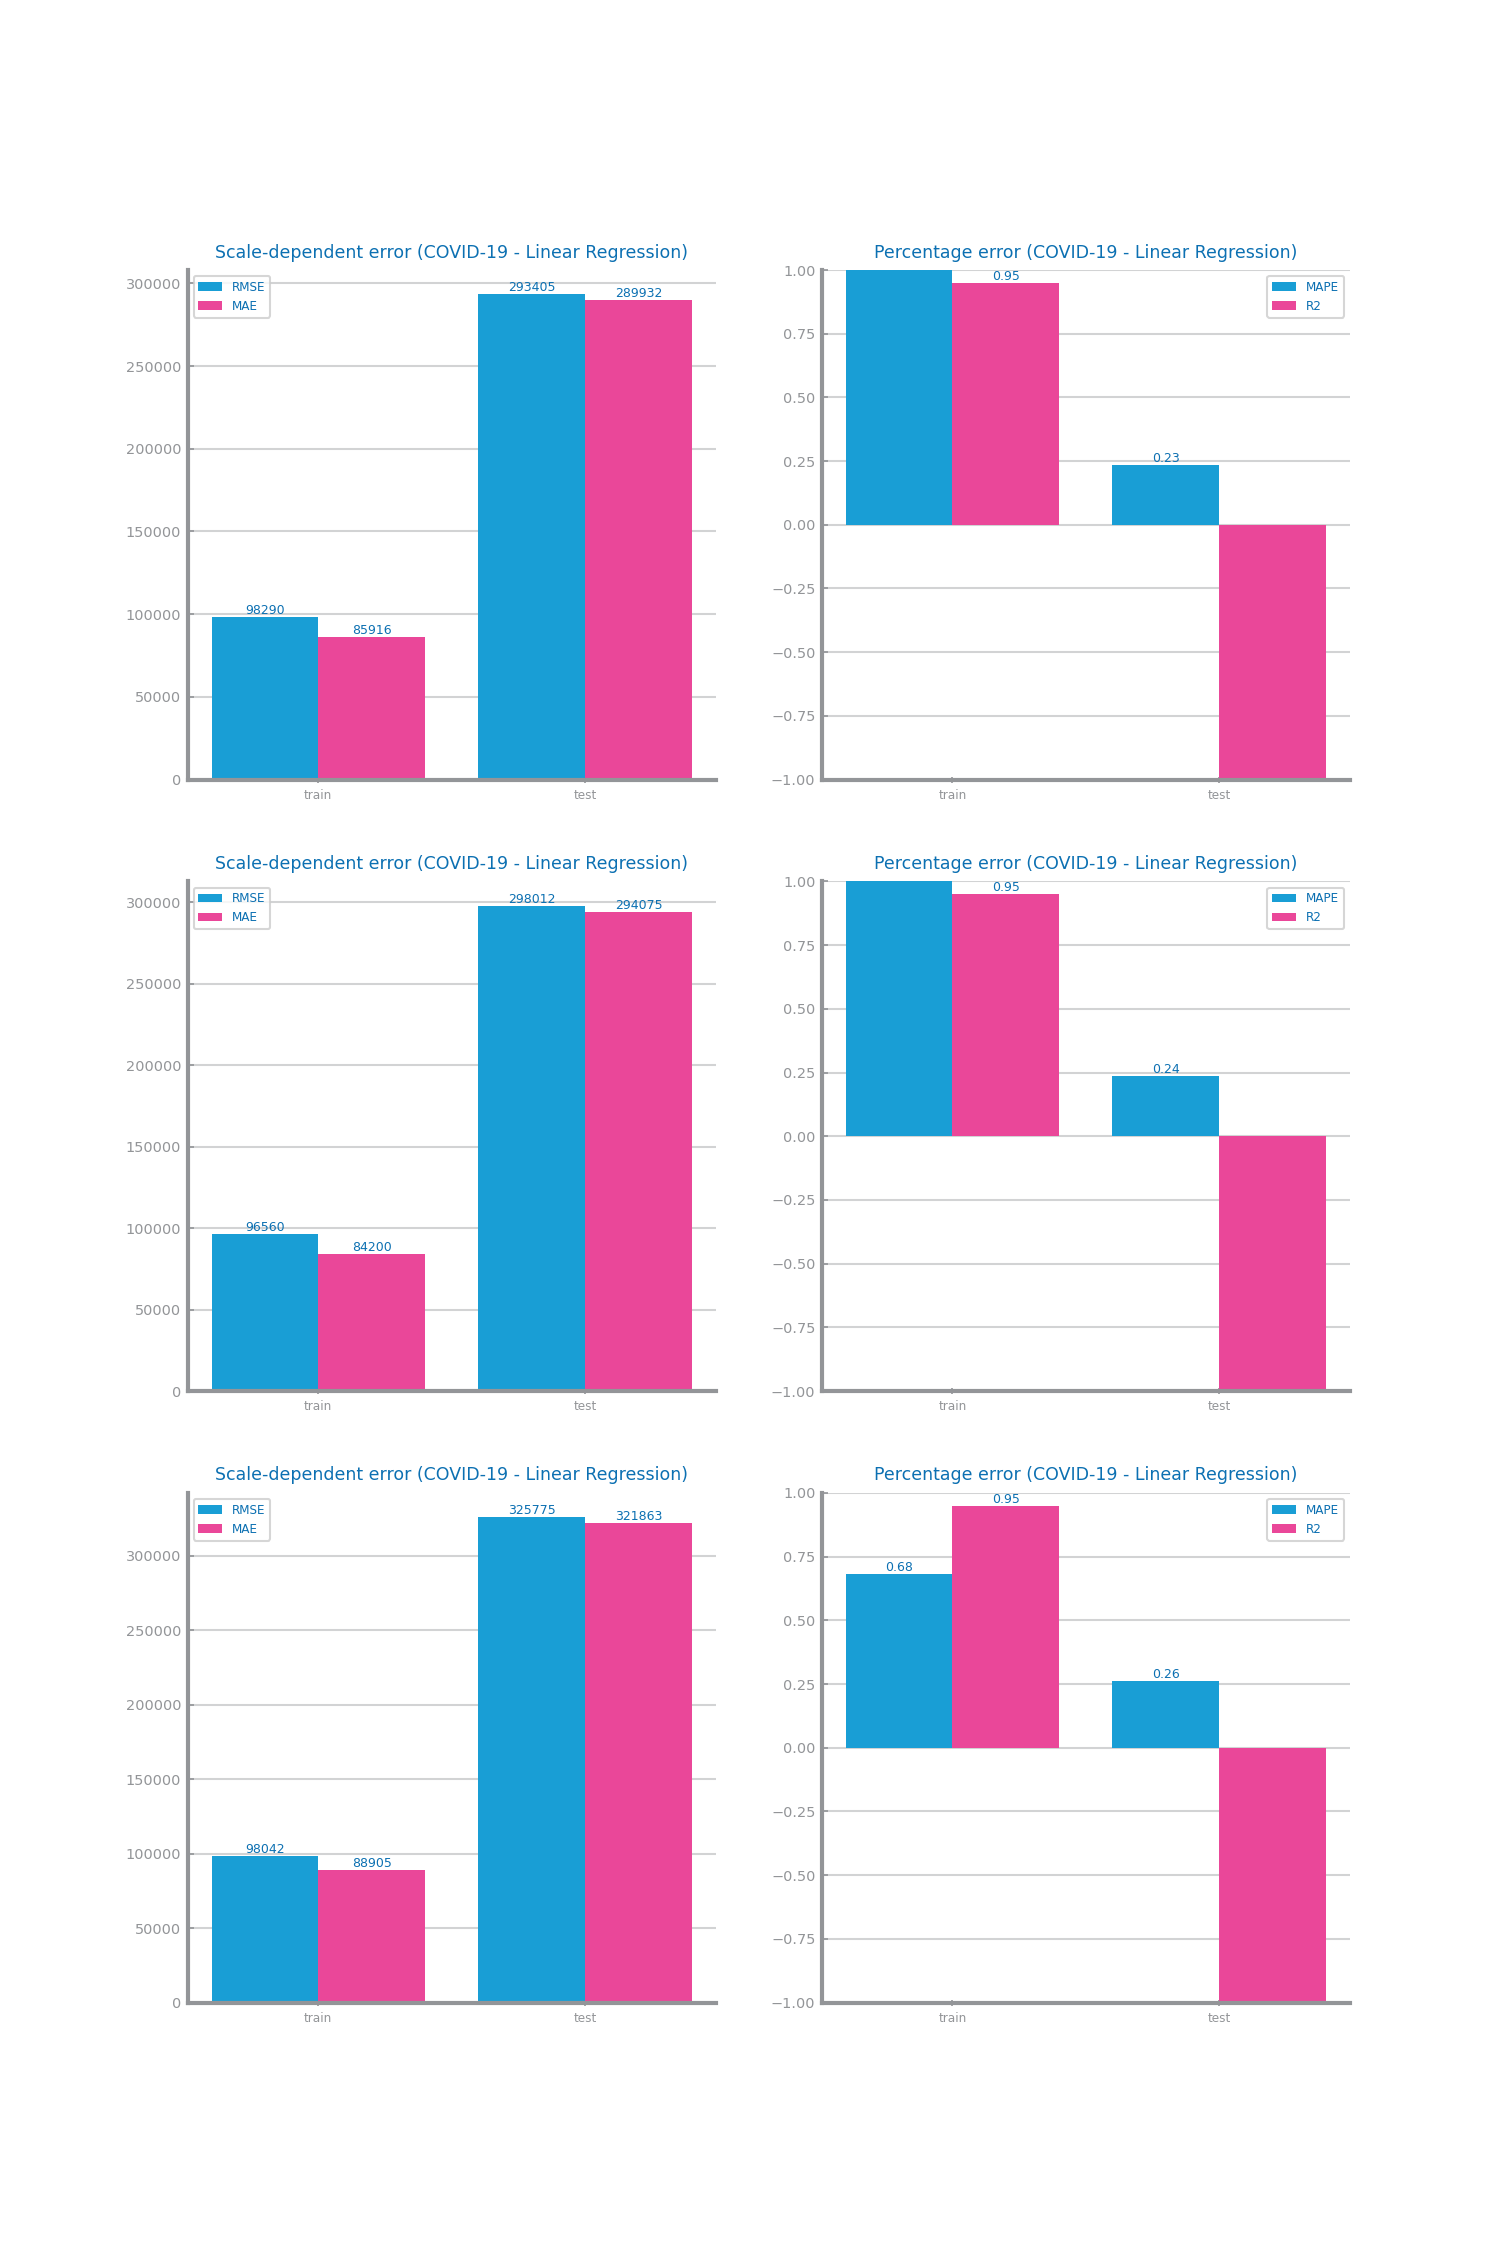 Scale-dependent error (COVID-19 - Linear Regression)
300000
250000
200000
150000
100000
50000
0
RMSE
MAE
98290
85916
293405
289932
train
test
Percentage error (COVID-19 - Linear Regression)
1.00
0.75
0.50
0.25
0.00
−0.25
−0.50
−0.75
−1.00
MAPE
R2
0.95
0.23
train
test
Scale-dependent error (COVID-19 - Linear Regression)
300000
250000
200000
150000
100000
50000
0
RMSE
MAE
96560
84200
298012
294075
train
test
Percentage error (COVID-19 - Linear Regression)
1.00
0.75
0.50
0.25
0.00
−0.25
−0.50
−0.75
−1.00
MAPE
R2
0.95
0.24
train
test
Scale-dependent error (COVID-19 - Linear Regression)
300000
250000
200000
150000
100000
50000
0
RMSE
MAE
98042
88905
325775
321863
train
test
Percentage error (COVID-19 - Linear Regression)
1.00
0.75
0.50
0.25
0.00
−0.25
−0.50
−0.75
−1.00
MAPE
R2
0.68
0.95
0.26
train
test